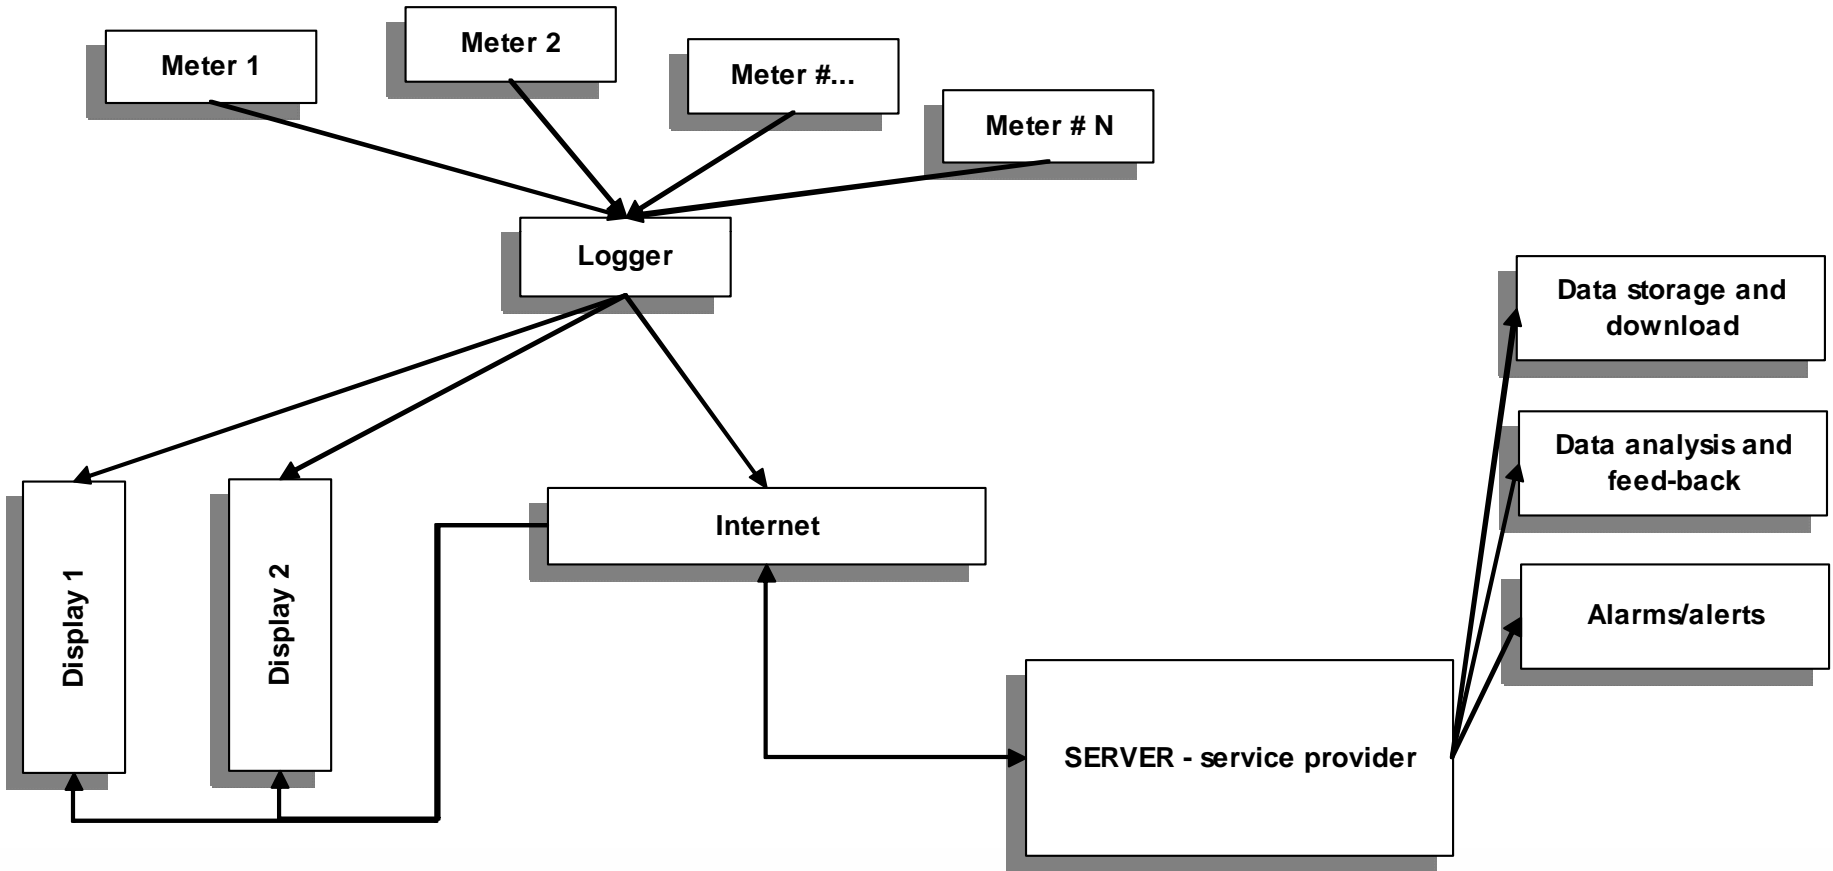 Meter 1
Meter 2
Meter #...
Meter # N
Logger
Data storage and
download
Data analysis and
feed-back
Internet
Display 1
Display 2
Alarms/alerts
SERVER - service provider